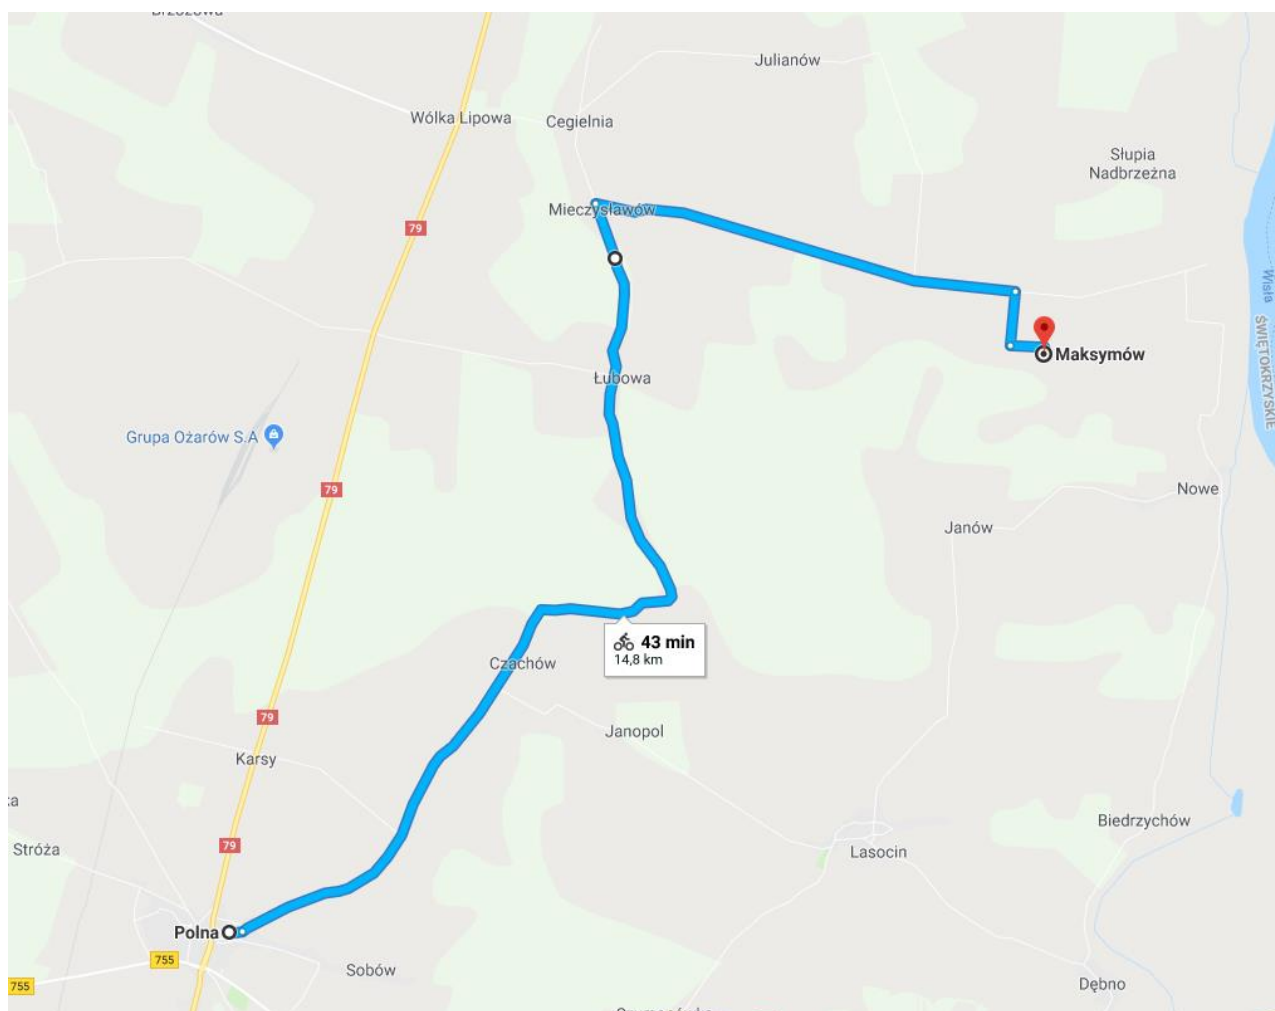 Brzozowa
Julianów
Wólka Lipowa
Cegielnia
Słupia
Nadbrzeżna
Mieczysławów
79
Wisła
ŚWIĘTOKRZYSKIE
Maksymów
Łubowa
Grupa Ożarów S.A
79
Nowe
Janów
43 min
14,8 km
Czachów
79
Janopol
Karsy
ka
Biedrzychów
79
Stróża
Lasocin
Polna
755
Sobów
755
Dębno